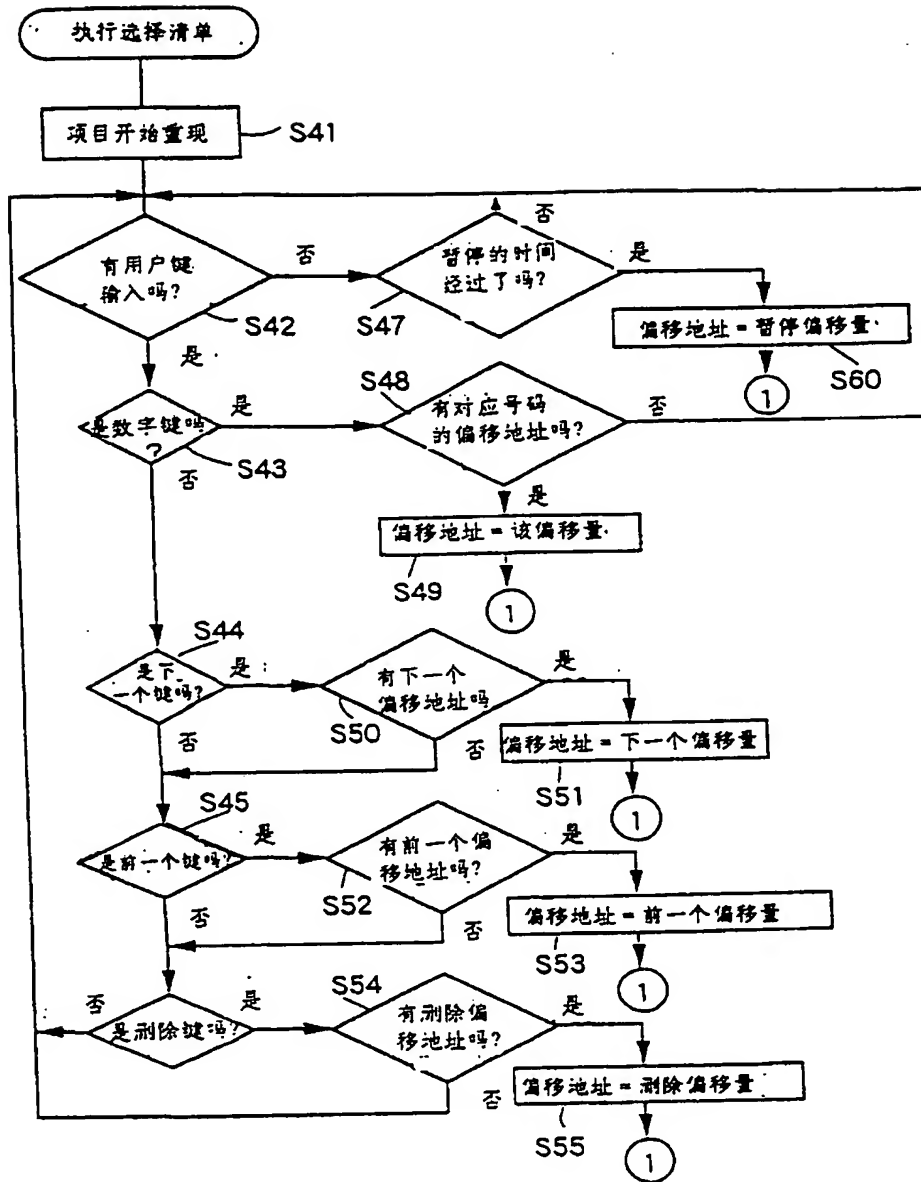 执行选择清单
项目开始重现
S41
有用户键
输入吗?
否
暂停的时间
经过了吗?
否
是
S42
S47
偏移地址=暂停偏移量
S60
1
是
S48
是数字键吗
?
是
有对应号码
的偏移地址吗?
否
S43
否
是
偏移地址=该偏移量
S49
1
S44
是下
一个键吗?
是
有下一个
偏移地址吗
是
S50
否
否
偏移地址=下一个偏移量
S51
1
S45
是前一个键吗?
是
有前一个偏
移地址吗?
是
S52
否
否
偏移地址=前一个偏移量
S53
1
S54
否
是删除键吗?
是
有删除偏
移地址吗?
是
否
偏移地址=删除偏移量
S55
1